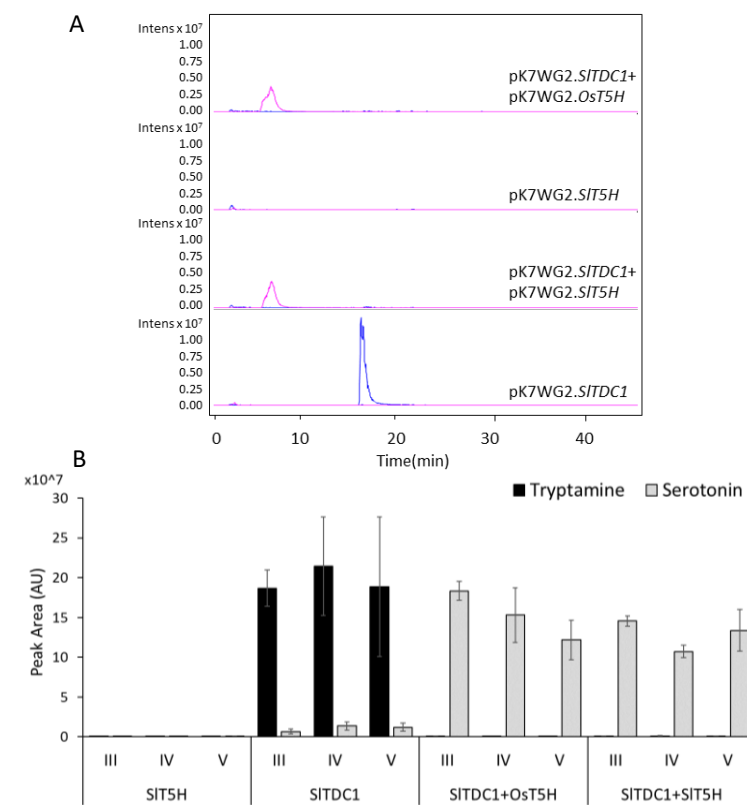 A
Intens x 10⁷
1.00
0.75
0.50
0.25
0.00
pK7WG2.SlTDC1+
pK7WG2.OsT5H
Intens x 10⁷
1.00
0.75
0.50
0.25
0.00
pK7WG2.SlT5H
Intens x 10⁷
1.00
0.75
0.50
0.25
0.00
pK7WG2.SlTDC1+
pK7WG2.SlT5H
Intens x 10⁷
1.00
0.75
0.50
0.25
0.00
pK7WG2.SlTDC1
0 10 20 30 40
Time(min)
B
x10^7
Tryptamine Serotonin
Peak Area (AU)
30
25
20
15
10
5
0
III IV V III IV V III IV V III IV V
SlT5H SlTDC1 SlTDC1+OsT5H SlTDC1+SlT5H